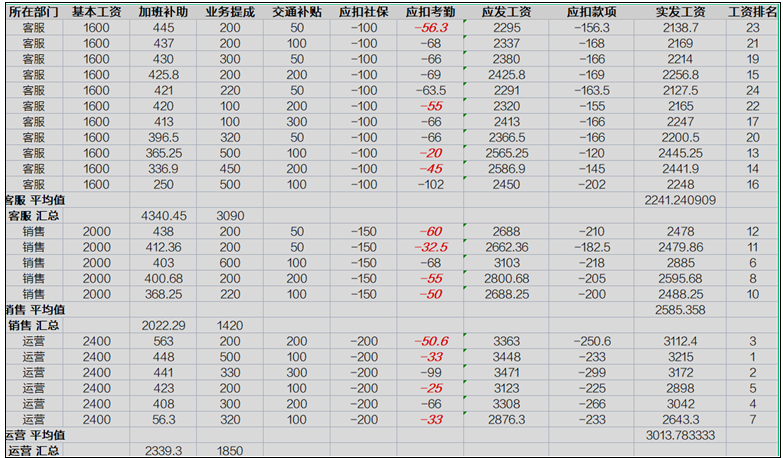 所在部门 基本工资 加班补助 业务提成 交通补贴 应扣社保 应扣考勤 应发工资 应扣款项 实发工资 工资排名
客服 1600 445 200 50 -100 -56.3 2295 -156.3 2138.7 23
客服 1600 437 200 100 -100 -68 2337 -168 2169 21
客服 1600 430 300 50 -100 -66 2380 -166 2214 19
客服 1600 425.8 200 200 -100 -69 2425.8 -169 2256.8 15
客服 1600 421 220 50 -100 -63.5 2291 -163.5 2127.5 24
客服 1600 420 100 200 -100 -55 2320 -155 2165 22
客服 1600 413 100 300 -100 -66 2413 -166 2247 17
客服 1600 396.5 320 50 -100 -66 2366.5 -166 2200.5 20
客服 1600 365.25 500 100 -100 -20 2565.25 -120 2445.25 13
客服 1600 336.9 450 200 -100 -45 2586.9 -145 2441.9 14
客服 1600 250 500 100 -100 -102 2450 -202 2248 16
客服 平均值 2241.240909
客服 汇总 4340.45 3090
销售 2000 438 200 50 -150 -60 2688 -210 2478 12
销售 2000 412.36 200 50 -150 -32.5 2662.36 -182.5 2479.86 11
销售 2000 403 600 100 -150 -68 3103 -218 2885 6
销售 2000 400.68 200 200 -150 -55 2800.68 -205 2595.68 8
销售 2000 368.25 220 100 -150 -50 2688.25 -200 2488.25 10
销售 平均值 2585.358
销售 汇总 2022.29 1420
运营 2400 563 200 200 -200 -50.6 3363 -250.6 3112.4 3
运营 2400 448 500 100 -200 -33 3448 -233 3215 1
运营 2400 441 330 300 -200 -99 3471 -299 3172 2
运营 2400 423 200 100 -200 -25 3123 -225 2898 5
运营 2400 408 300 200 -200 -66 3308 -266 3042 4
运营 2400 56.3 320 100 -200 -33 2876.3 -233 2643.3 7
运营 平均值 3013.783333
运营 汇总 2339.3 1850